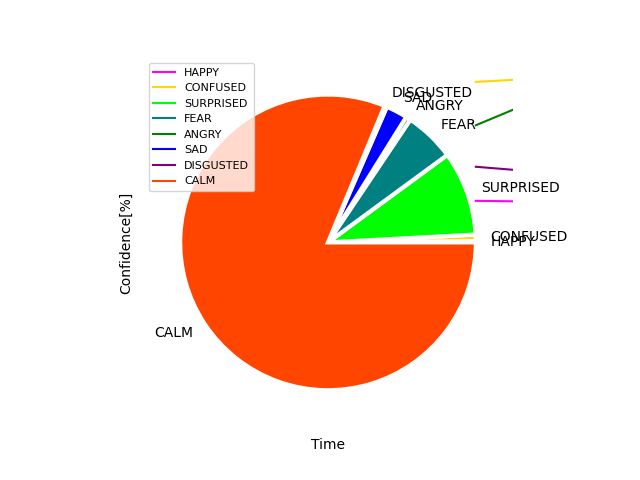 HAPPY
CONFUSED
SURPRISED
FEAR
ANGRY
SAD
DISGUSTED
CALM
DISGUSTED
SAD
ANGRY
FEAR
SURPRISED
CONFUSED
HAPPY
CALM
Confidence[%]
Time